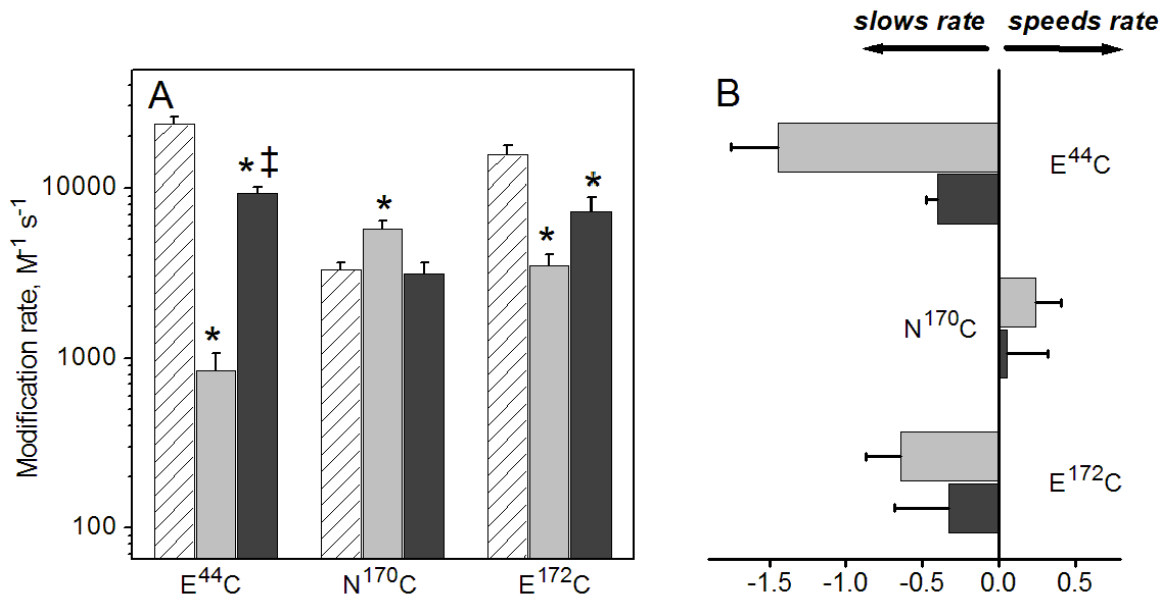 slows rate speeds rate
A
B
Modification rate, M⁻¹ s⁻¹
10000
1000
100
*
*‡
*
*
*
E⁴⁴C N¹⁷⁰C E¹⁷²C
E⁴⁴C
N¹⁷⁰C
E¹⁷²C
-1.5 -1.0 -0.5 0.0 0.5